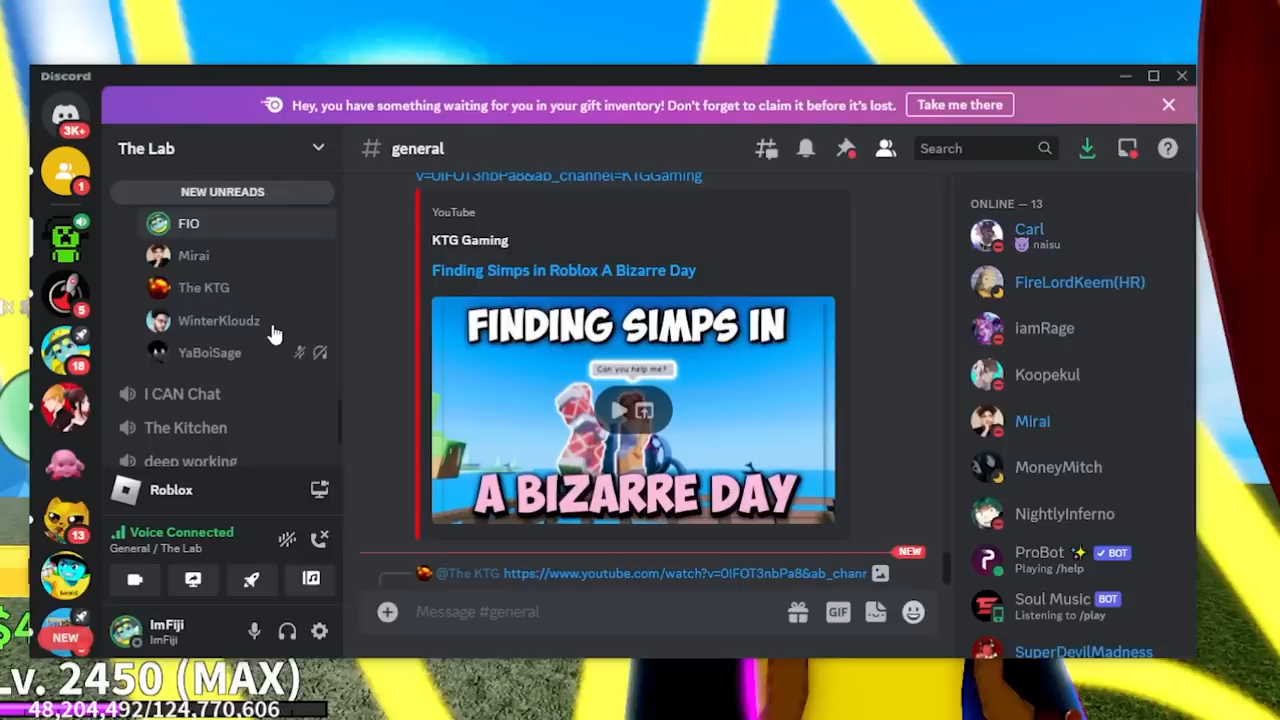 Discord
Hey, you have something waiting for you in your gift inventory! Don't forget to claim it before it's lost.
Take me there
3K+
1
5
18
13
NEW
The Lab
NEW UNREADS
FIO
Mirai
The KTG
WinterKloudz
YaBoiSage
I CAN Chat
The Kitchen
deep working
Roblox
Voice Connected
General / The Lab
ImFiji
ImFiji
# general
Search
v=0IFOT3nbPa8&ab_channel=KTGGaming
YouTube
KTG Gaming
Finding Simps in Roblox A Bizarre Day
FINDING SIMPS IN
Can you help me?
A BIZARRE DAY
NEW
@The KTG https://www.youtube.com/watch?v=0IFOT3nbPa8&ab_chanr
Message #general
GIF
ONLINE — 13
Carl
naisu
FireLordKeem(HR)
iamRage
Koopekul
Mirai
MoneyMitch
NightlyInferno
ProBot ✨ ✓ BOT
Playing /help
Soul Music BOT
Listening to /play
SuperDevilMadness
$4
Lv. 2450 (MAX)
48,204,492/124,770,606